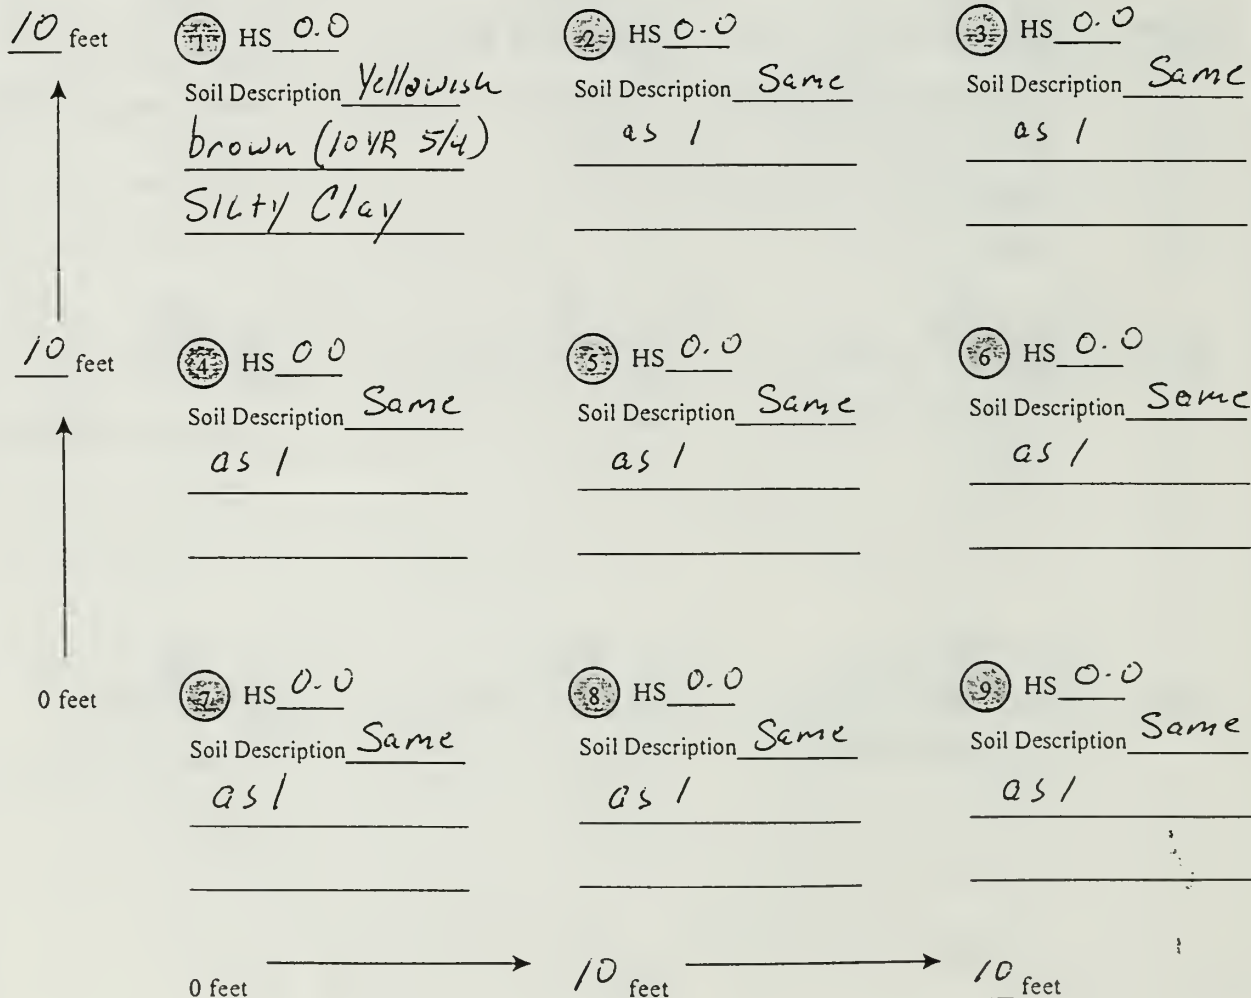 10 feet
1 HS 0.0
Soil Description Yellowish
brown (10YR 5/4)
Silty Clay
2 HS 0.0
Soil Description Same
as 1
3 HS 0.0
Soil Description Same
as 1
10 feet
4 HS 0 0
Soil Description Same
as 1
5 HS 0.0
Soil Description Same
as 1
6 HS 0.0
Soil Description Same
as 1
0 feet
7 HS 0.0
Soil Description Same
as 1
8 HS 0.0
Soil Description Same
as 1
9 HS 0.0
Soil Description Same
as 1
0 feet
10 feet
10 feet